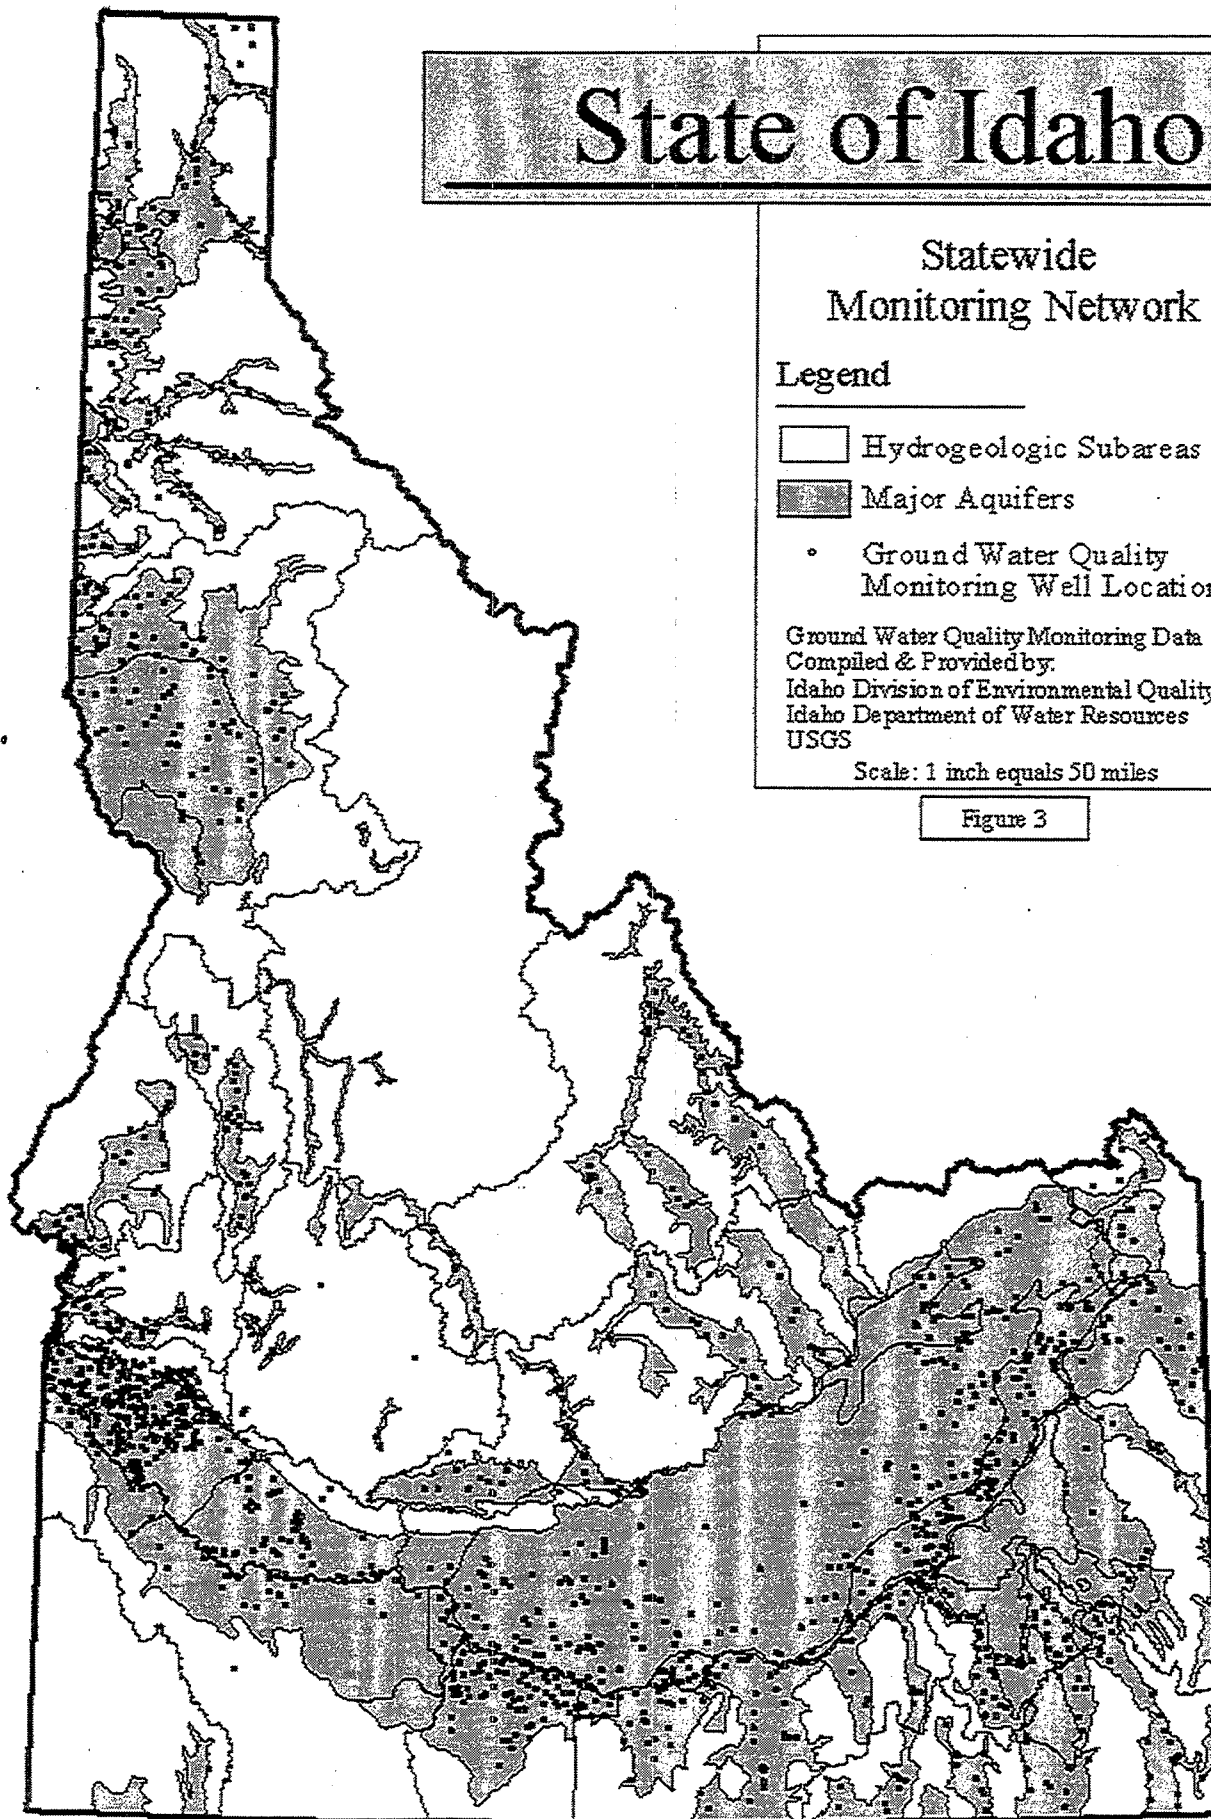 State of Idaho
Statewide
Monitoring Network
Legend
Hydrogeologic Subareas
Major Aquifers
Ground Water Quality
Monitoring Well Location
Ground Water Quality Monitoring Data
Compiled & Provided by:
Idaho Division of Environmental Quality
Idaho Department of Water Resources
USGS
Scale: 1 inch equals 50 miles
Figure 3